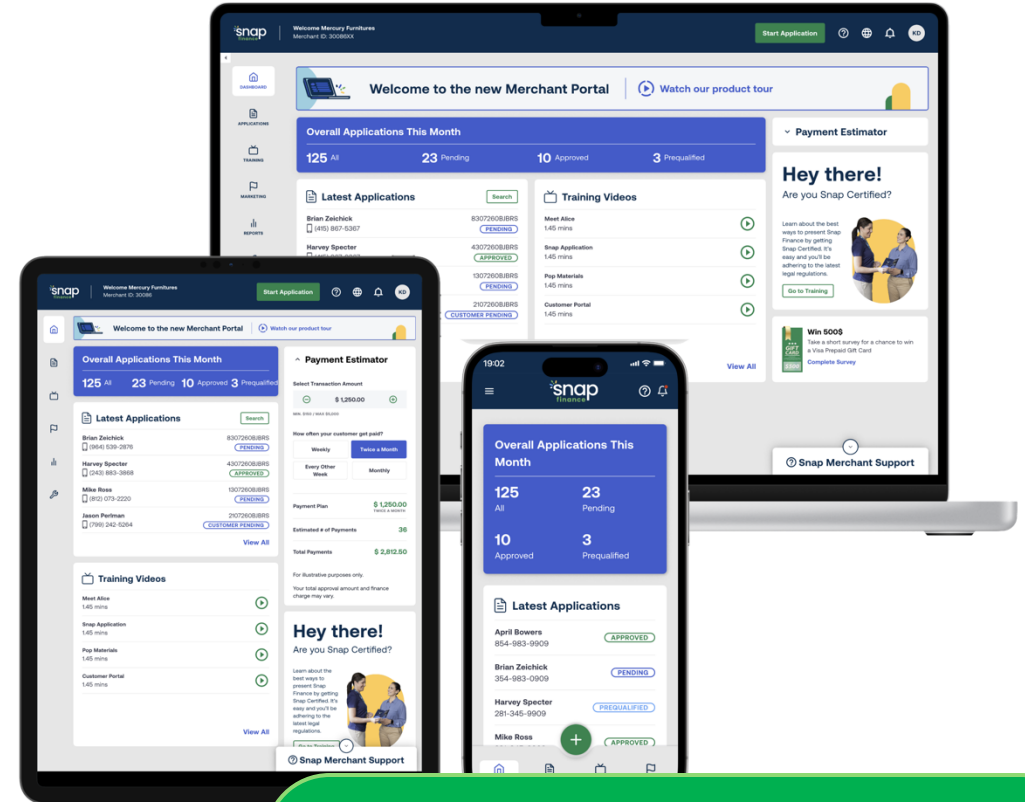 snap
finance
Welcome Mercury Furnitures
Merchant ID: 30086XX
Start Application
KD
DASHBOARD
APPLICATIONS
TRAINING
MARKETING
REPORTS
Welcome to the new Merchant Portal
Watch our product tour
Overall Applications This Month
125 All
23 Pending
10 Approved
3 Prequalified
Latest Applications
Search
Brian Zeichick
8307260BJBRS
(415) 867-5367
PENDING
Harvey Specter
4307260BJBRS
APPROVED
1307260BJBRS
PENDING
2107260BJBRS
CUSTOMER PENDING
Training Videos
Meet Alice
1.45 mins
Snap Application
1.45 mins
Pop Materials
1.45 mins
Customer Portal
1.45 mins
View All
Payment Estimator
Hey there!
Are you Snap Certified?
Learn about the best
ways to present Snap
Finance by getting
Snap Certified. It's
easy and you'll be
adhering to the latest
legal regulations.
Go to Training
GIFT
CARD
Win 500$
Take a short survey for a chance to win
a Visa Prepaid Gift Card
Complete Survey
Snap Merchant Support
snap
finance
Welcome Mercury Furnitures
Merchant ID: 30086
Start Application
KD
Welcome to the new Merchant Portal
Watch our product tour
Overall Applications This Month
125 All
23 Pending
10 Approved
3 Prequalified
Latest Applications
Search
Brian Zeichick
8307260BJBRS
(964) 539-2876
PENDING
Harvey Specter
4307260BJBRS
(243) 883-3868
APPROVED
Mike Ross
1307260BJBRS
(812) 073-2220
PENDING
Jason Perlman
2107260BJBRS
(799) 242-5264
CUSTOMER PENDING
View All
Training Videos
Meet Alice
1.45 mins
Snap Application
1.45 mins
Pop Materials
1.45 mins
Customer Portal
1.45 mins
View All
Payment Estimator
Select Transaction Amount
$ 1,250.00
How often your customer get paid?
Weekly
Twice a Month
Every Other
Week
Monthly
Payment Plan
$ 1,250.00
TWICE A MONTH
Estimated # of Payments
36
Total Payments
$ 2,812.50
For illustrative purposes only.
Your total approval amount and finance
charge may vary.
Hey there!
Are you Snap Certified?
Learn about the
best ways to
present Snap
Finance by getting
Snap Certified. It's
easy and you'll be
adhering to the
latest legal
regulations.
Go to Training
Snap Merchant Support
19:02
snap
finance
Overall Applications This
Month
125
All
23
Pending
10
Approved
3
Prequalified
Latest Applications
April Bowers
854-983-9909
APPROVED
Brian Zeichick
354-983-0909
PENDING
Harvey Specter
281-345-9909
PREQUALIFIED
Mike Ross
APPROVED